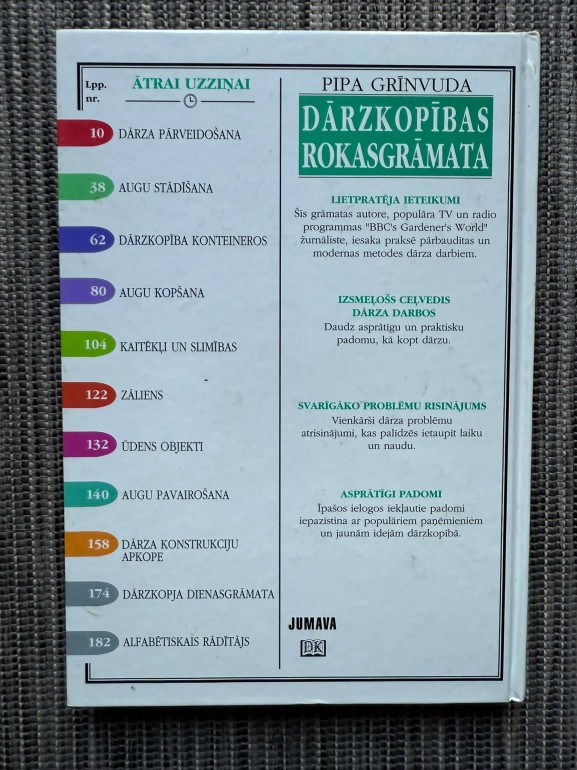 Lpp.
nr.
ĀTRAI UZZIŅAI
10 DĀRZA PĀRVEIDOŠANA
38 AUGU STĀDĪŠANA
62 DĀRZKOPĪBA KONTEINEROS
80 AUGU KOPŠANA
104 KAITĒKĻI UN SLIMĪBAS
122 ZĀLIENS
132 ŪDENS OBJEKTI
140 AUGU PAVAIROŠANA
158 DĀRZA KONSTRUKCIJU
APKOPE
174 DĀRZKOPJA DIENASGRĀMATA
182 ALFABĒTISKAIS RĀDĪTĀJS
PIPA GRĪNVUDA
DĀRZKOPĪBAS
ROKASGRĀMATA
LIETPRATĒJA IETEIKUMI
Šīs grāmatas autore, populāra TV un radio
programmas "BBC's Gardener's World"
žurnāliste, iesaka praksē pārbaudītas un
modernas metodes dārza darbiem.
IZSMEĻOŠS CEĻVEDIS
DĀRZA DARBOS
Daudz asprātīgu un praktisku
padomu, kā kopt dārzu.
SVARĪGĀKO PROBLĒMU RISINĀJUMS
Vienkārši dārza problēmu
atrisinājumi, kas palīdzēs ietaupīt laiku
un naudu.
ASPRĀTĪGI PADOMI
Īpašos ielogos iekļautie padomi
iepazīstina ar populāriem paņēmieniem
un jaunām idejām dārzkopībā.
JUMAVA
DK